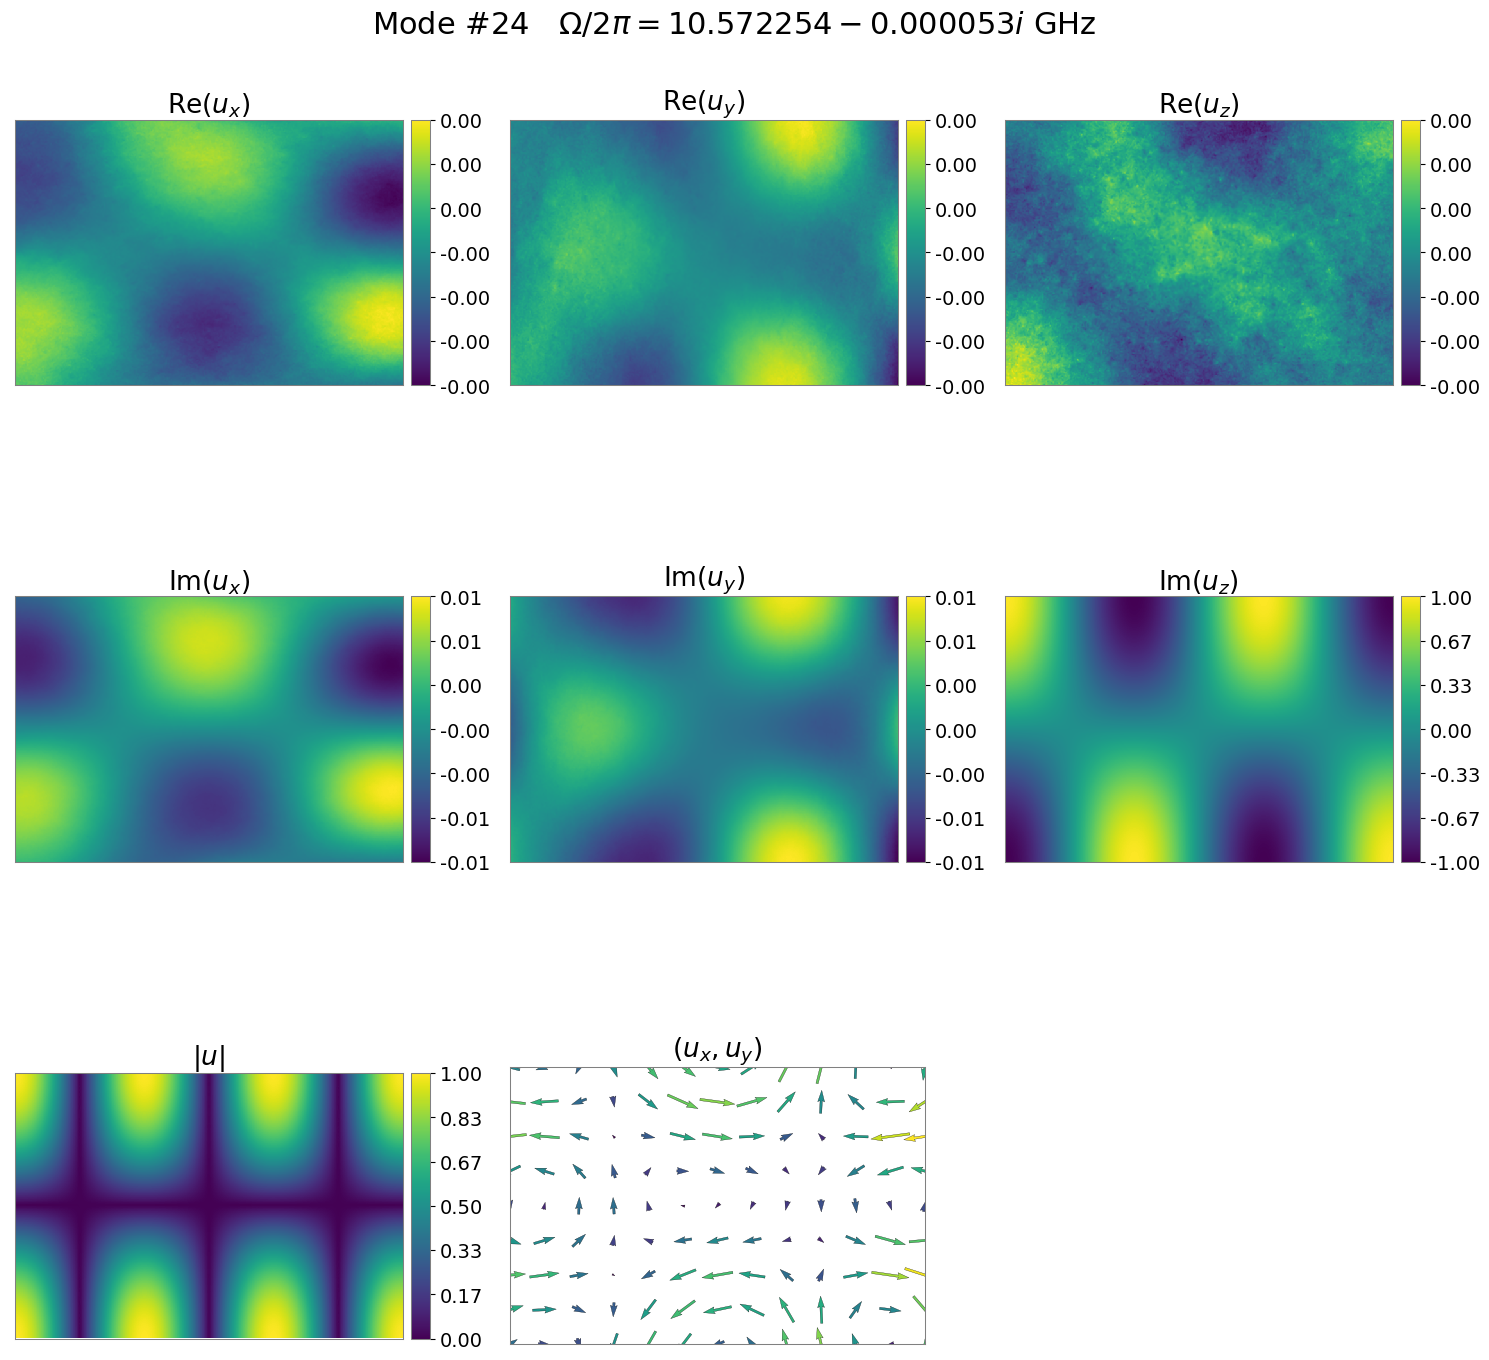 Mode #24 Ω/2π = 10.572254 − 0.000053i GHz
Re(u_x) Re(u_y) Re(u_z)
0.00 0.00 0.00
0.00 0.00 0.00
0.00 0.00 0.00
-0.00 -0.00 0.00
-0.00 -0.00 -0.00
-0.00 -0.00 -0.00
-0.00 -0.00 -0.00
Im(u_x) Im(u_y) Im(u_z)
0.01 0.01 1.00
0.01 0.01 0.67
0.00 0.00 0.33
-0.00 0.00 0.00
-0.00 -0.00 -0.33
-0.01 -0.01 -0.67
-0.01 -0.01 -1.00
|u| (u_x, u_y)
1.00
0.83
0.67
0.50
0.33
0.17
0.00